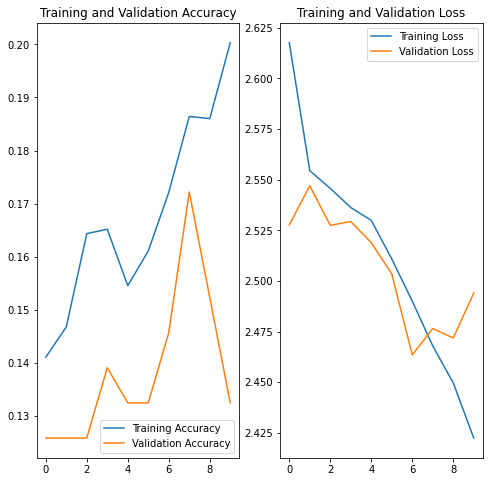 Training and Validation Accuracy
0.20
0.19
0.18
0.17
0.16
0.15
0.14
0.13
0 2 4 6 8
Training Accuracy
Validation Accuracy
Training and Validation Loss
2.625
2.600
2.575
2.550
2.525
2.500
2.475
2.450
2.425
0 2 4 6 8
Training Loss
Validation Loss